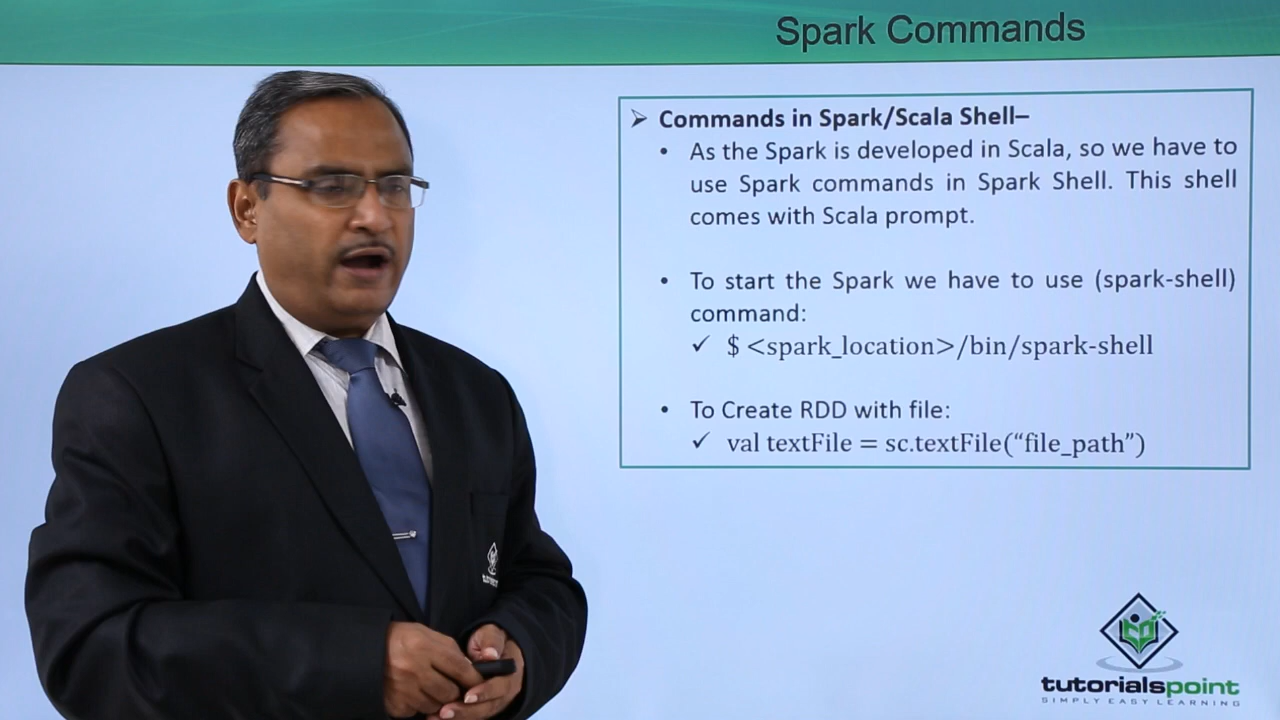 Spark Commands
Commands in Spark/Scala Shell–
As the Spark is developed in Scala, so we have to
use Spark commands in Spark Shell. This shell
comes with Scala prompt.
To start the Spark we have to use (spark-shell)
command:
$ <spark_location>/bin/spark-shell
To Create RDD with file:
val textFile = sc.textFile(“file_path”)
tutorialspoint
SIMPLY EASY LEARNING